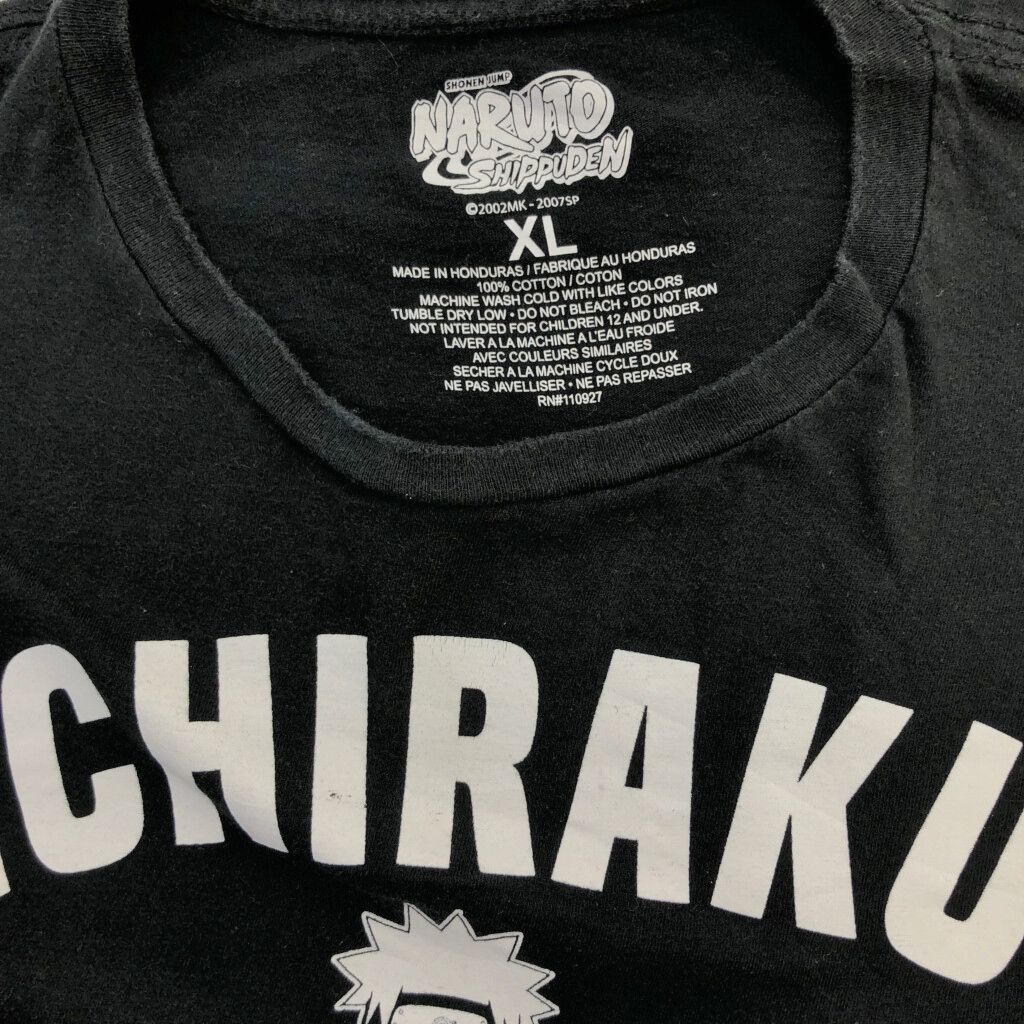 SHONEN JUMP
NARUTO
SHIPPUDEN
©2002MK - 2007SP
XL
MADE IN HONDURAS / FABRIQUE AU HONDURAS
100% COTTON / COTON
MACHINE WASH COLD WITH LIKE COLORS
TUMBLE DRY LOW • DO NOT BLEACH • DO NOT IRON
NOT INTENDED FOR CHILDREN 12 AND UNDER.
LAVER A LA MACHINE A L'EAU FROIDE
AVEC COULEURS SIMILAIRES
SECHER A LA MACHINE CYCLE DOUX
NE PAS JAVELLISER • NE PAS REPASSER
RN#110927
ICHIRAKU